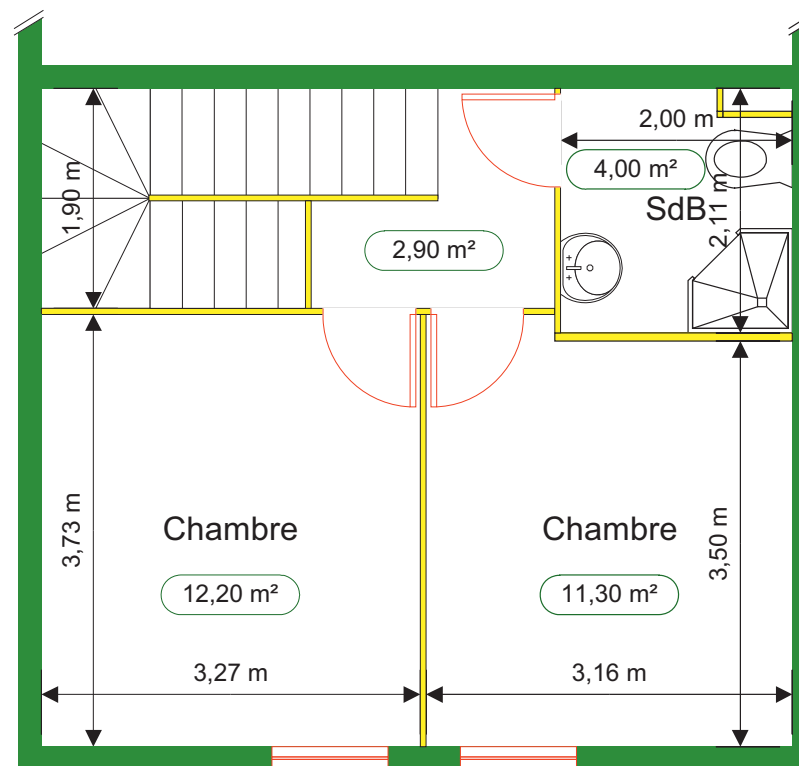 2,00 m
4,00 m²
SdB
1,90 m
2,11 m
2,90 m²
Chambre
Chambre
3,73 m
3,50 m
12,20 m²
11,30 m²
3,27 m
3,16 m